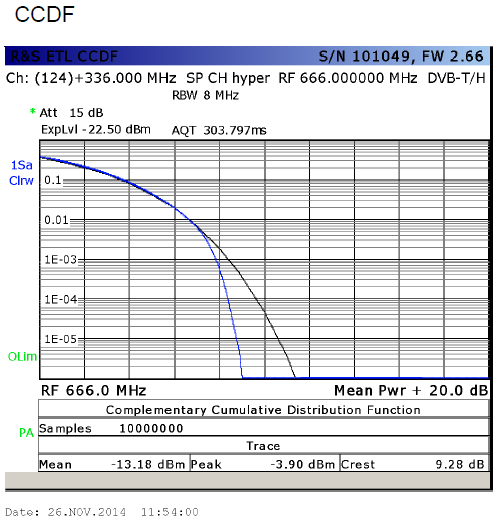 CCDF
R&S ETL CCDF S/N 101049, FW 2.66
Ch: (124)+336.000 MHz SP CH hyper RF 666.000000 MHz DVB-T/H
RBW 8 MHz
* Att 15 dB
ExpLvl -22.50 dBm AQT 303.797ms
1Sa
Clrw
0.1
0.01
1E-03
1E-04
1E-05
OLim
RF 666.0 MHz Mean Pwr + 20.0 dB
Complementary Cumulative Distribution Function
PA
Samples 10000000
Trace
Mean -13.18 dBm Peak -3.90 dBm Crest 9.28 dB
Date: 26.NOV.2014 11:54:00